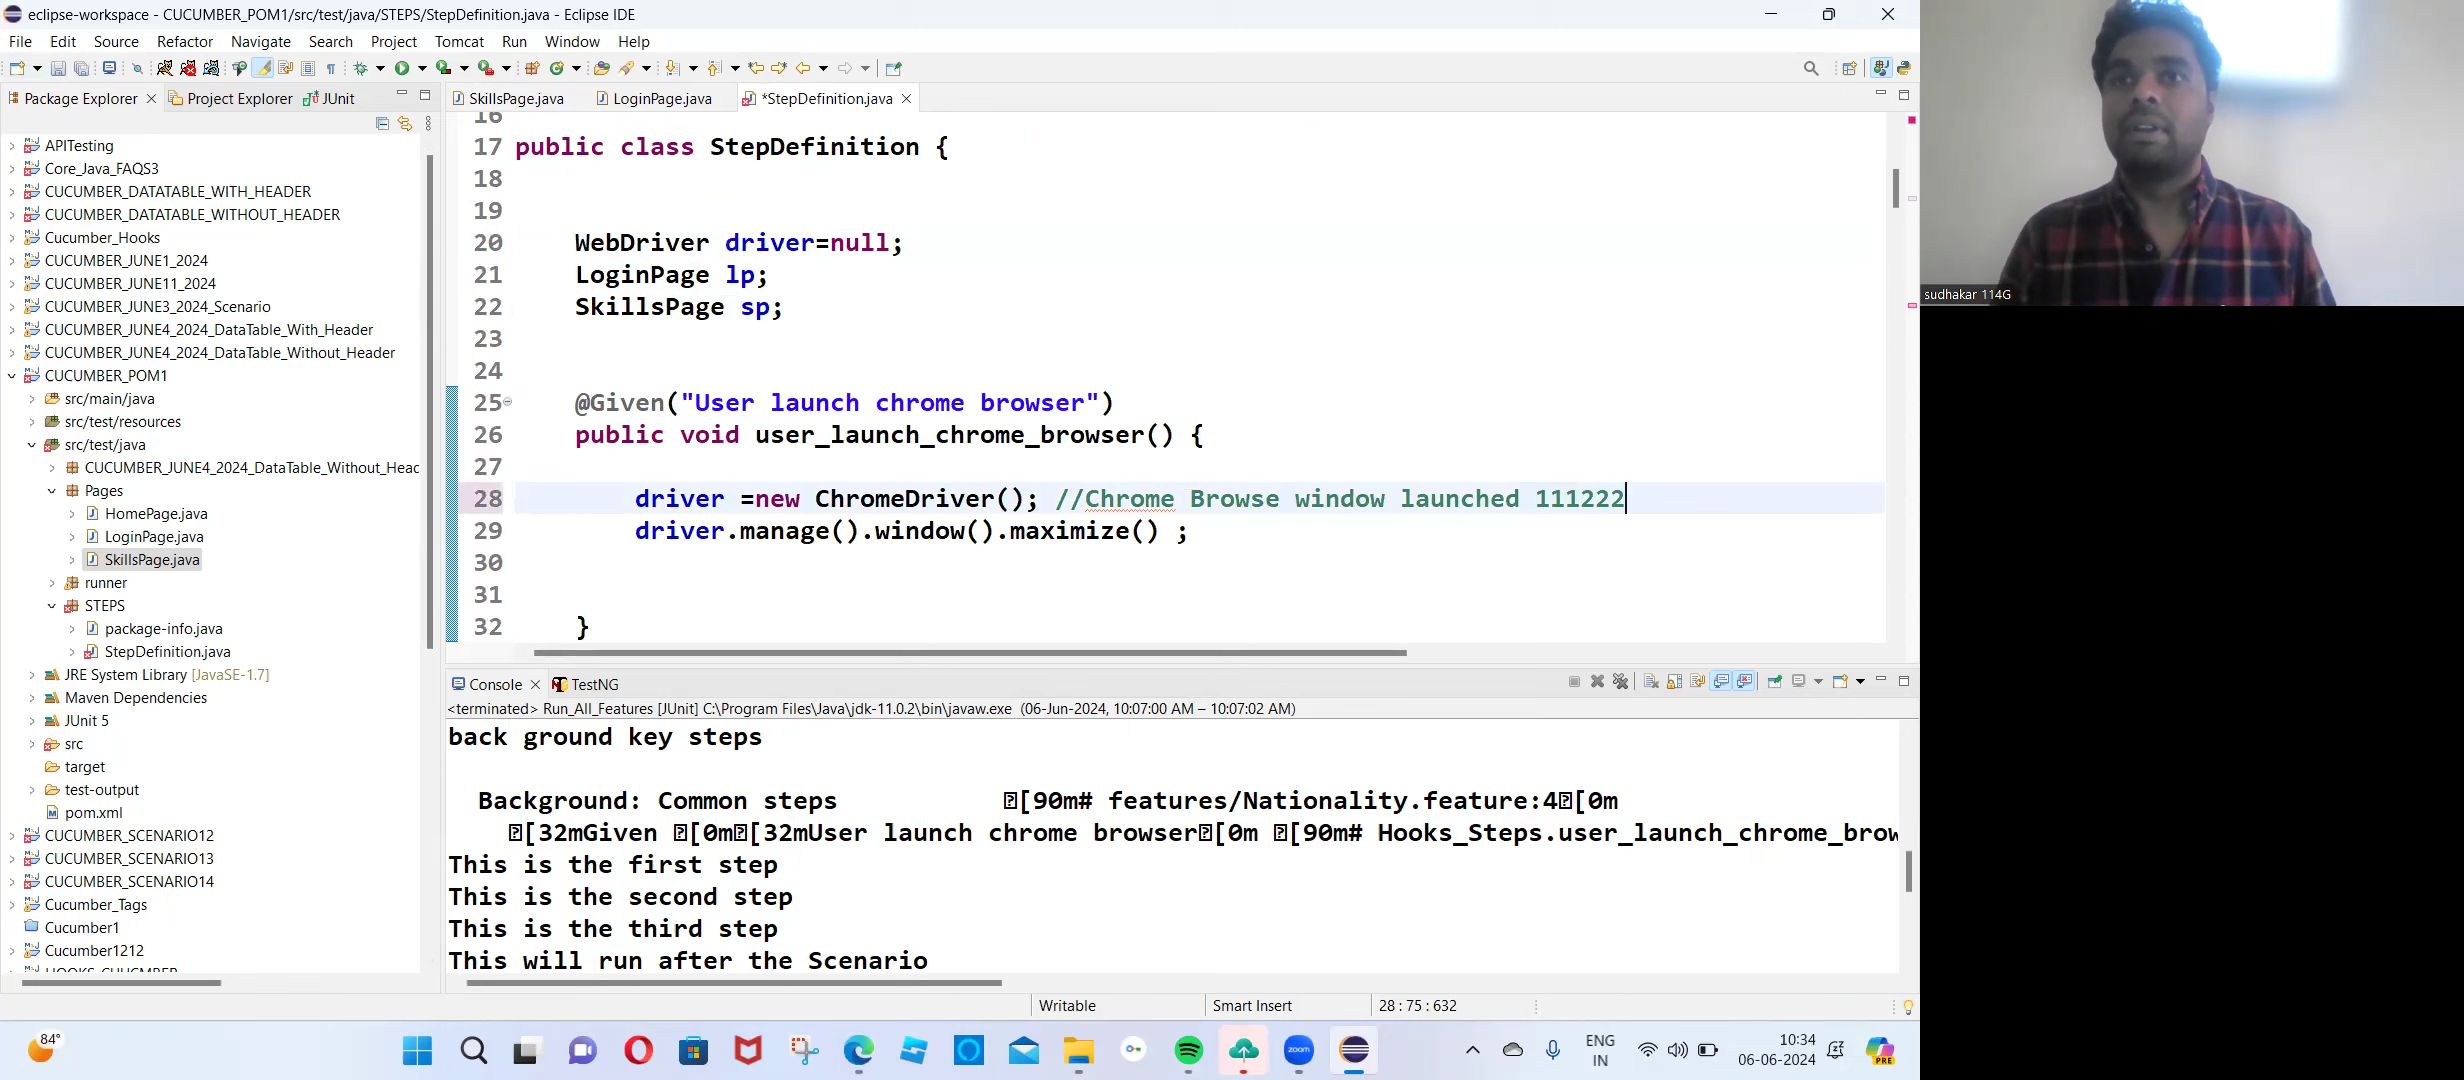 eclipse-workspace - CUCUMBER_POM1/src/test/java/STEPS/StepDefinition.java - Eclipse IDE
File Edit Source Refactor Navigate Search Project Tomcat Run Window Help
Package Explorer Project Explorer JUnit
SkillsPage.java LoginPage.java *StepDefinition.java
APITesting
Core_Java_FAQS3
CUCUMBER_DATATABLE_WITH_HEADER
CUCUMBER_DATATABLE_WITHOUT_HEADER
Cucumber_Hooks
CUCUMBER_JUNE1_2024
CUCUMBER_JUNE11_2024
CUCUMBER_JUNE3_2024_Scenario
CUCUMBER_JUNE4_2024_DataTable_With_Header
CUCUMBER_JUNE4_2024_DataTable_Without_Header
CUCUMBER_POM1
src/main/java
src/test/resources
src/test/java
CUCUMBER_JUNE4_2024_DataTable_Without_Heac
Pages
HomePage.java
LoginPage.java
SkillsPage.java
runner
STEPS
package-info.java
StepDefinition.java
JRE System Library [JavaSE-1.7]
Maven Dependencies
JUnit 5
src
target
test-output
pom.xml
CUCUMBER_SCENARIO12
CUCUMBER_SCENARIO13
CUCUMBER_SCENARIO14
Cucumber_Tags
Cucumber1
Cucumber1212
16
17 public class StepDefinition {
18
19
20 WebDriver driver=null;
21 LoginPage lp;
22 SkillsPage sp;
23
24
25 @Given("User launch chrome browser")
26 public void user_launch_chrome_browser() {
27
28 driver =new ChromeDriver(); //Chrome Browse window launched 111222
29 driver.manage().window().maximize() ;
30
31
32 }
Console TestNG
<terminated> Run_All_Features [JUnit] C:\Program Files\Java\jdk-11.0.2\bin\javaw.exe (06-Jun-2024, 10:07:00 AM – 10:07:02 AM)
back ground key steps
Background: Common steps [90m# features/Nationality.feature:4[0m
[32mGiven [0m[32mUser launch chrome browser[0m [90m# Hooks_Steps.user_launch_chrome_brow
This is the first step
This is the second step
This is the third step
This will run after the Scenario
Writable Smart Insert 28 : 75 : 632
84°
zoom
ENG
IN
10:34
06-06-2024
PRE
sudhakar 114G